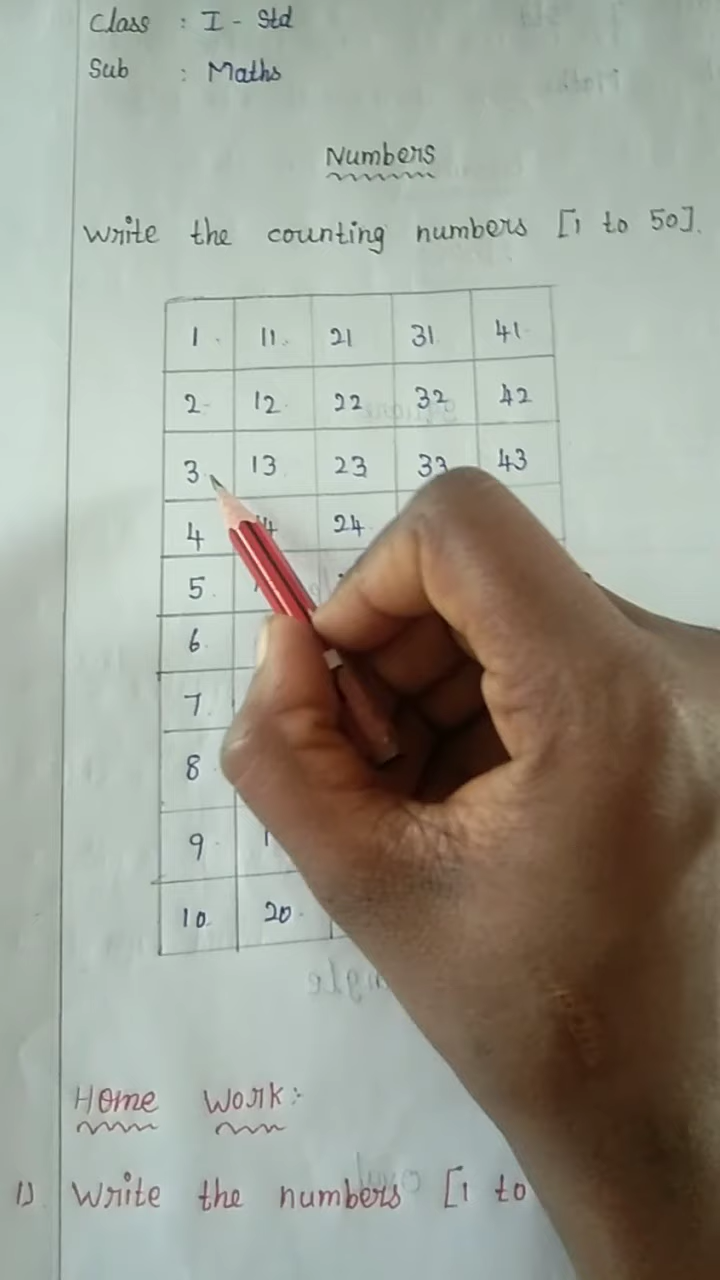 Class : I - Std
Sub : Maths
Numbers
Write the counting numbers [1 to 50].
1 11 21 31 41
2 12 22 32 42
3 13 23 33 43
4 24
5
6
7
8
9
10 20
Home Work:-
1) Write the numbers [1 to